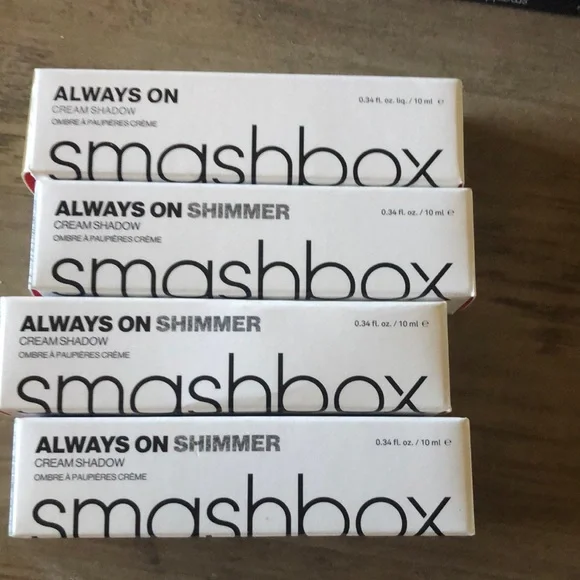 ALWAYS ON
0.34 fl. oz. liq. / 10 ml ℮
CREAM SHADOW
OMBRE À PAUPIÈRES CRÈME
smashbox
ALWAYS ON SHIMMER
0.34 fl. oz. / 10 ml ℮
CREAM SHADOW
OMBRE À PAUPIÈRES CRÈME
smashbox
ALWAYS ON SHIMMER
0.34 fl. oz. / 10 ml ℮
CREAM SHADOW
OMBRE À PAUPIÈRES CRÈME
smashbox
ALWAYS ON SHIMMER
0.34 fl. oz. / 10 ml ℮
CREAM SHADOW
OMBRE À PAUPIÈRES CRÈME
smashbox